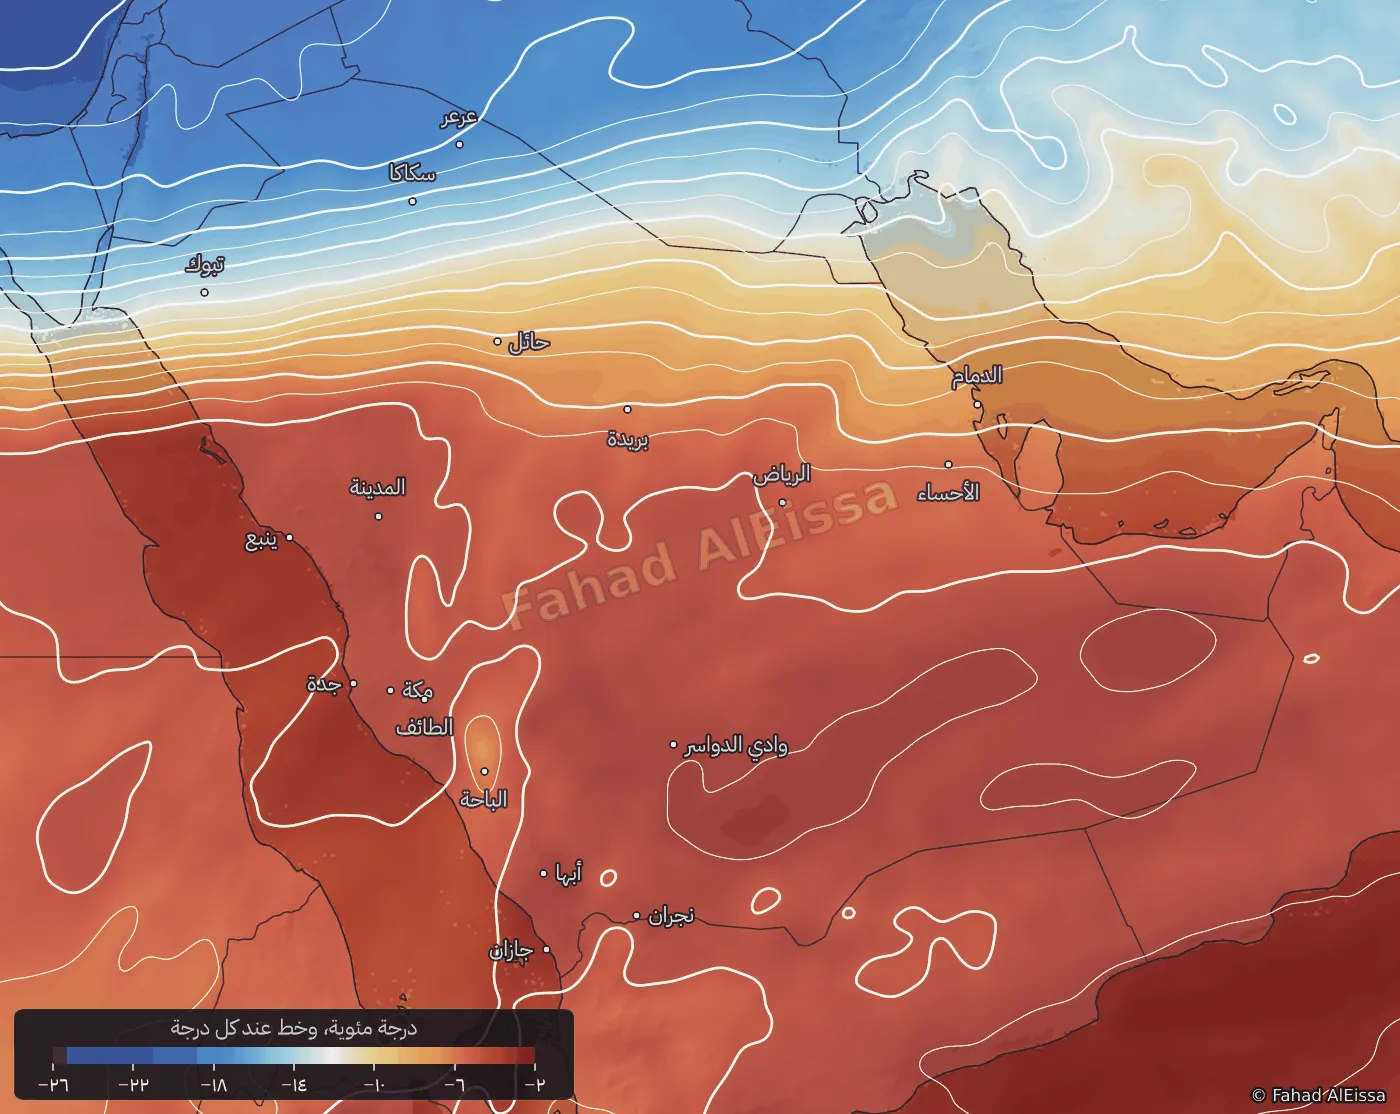 عرعر
سكاكا
تبوك
حائل
الدمام
بريدة
الرياض
المدينة
الأحساء
ينبع
Fahad AlEissa
جدة
مكة
الطائف
وادي الدواسر
الباحة
أبها
نجران
جازان
درجة مئوية، وخط عند كل درجة
−٢٦ −٢٢ −١٨ −١٤ −١٠ −٦ −٢
© Fahad AlEissa